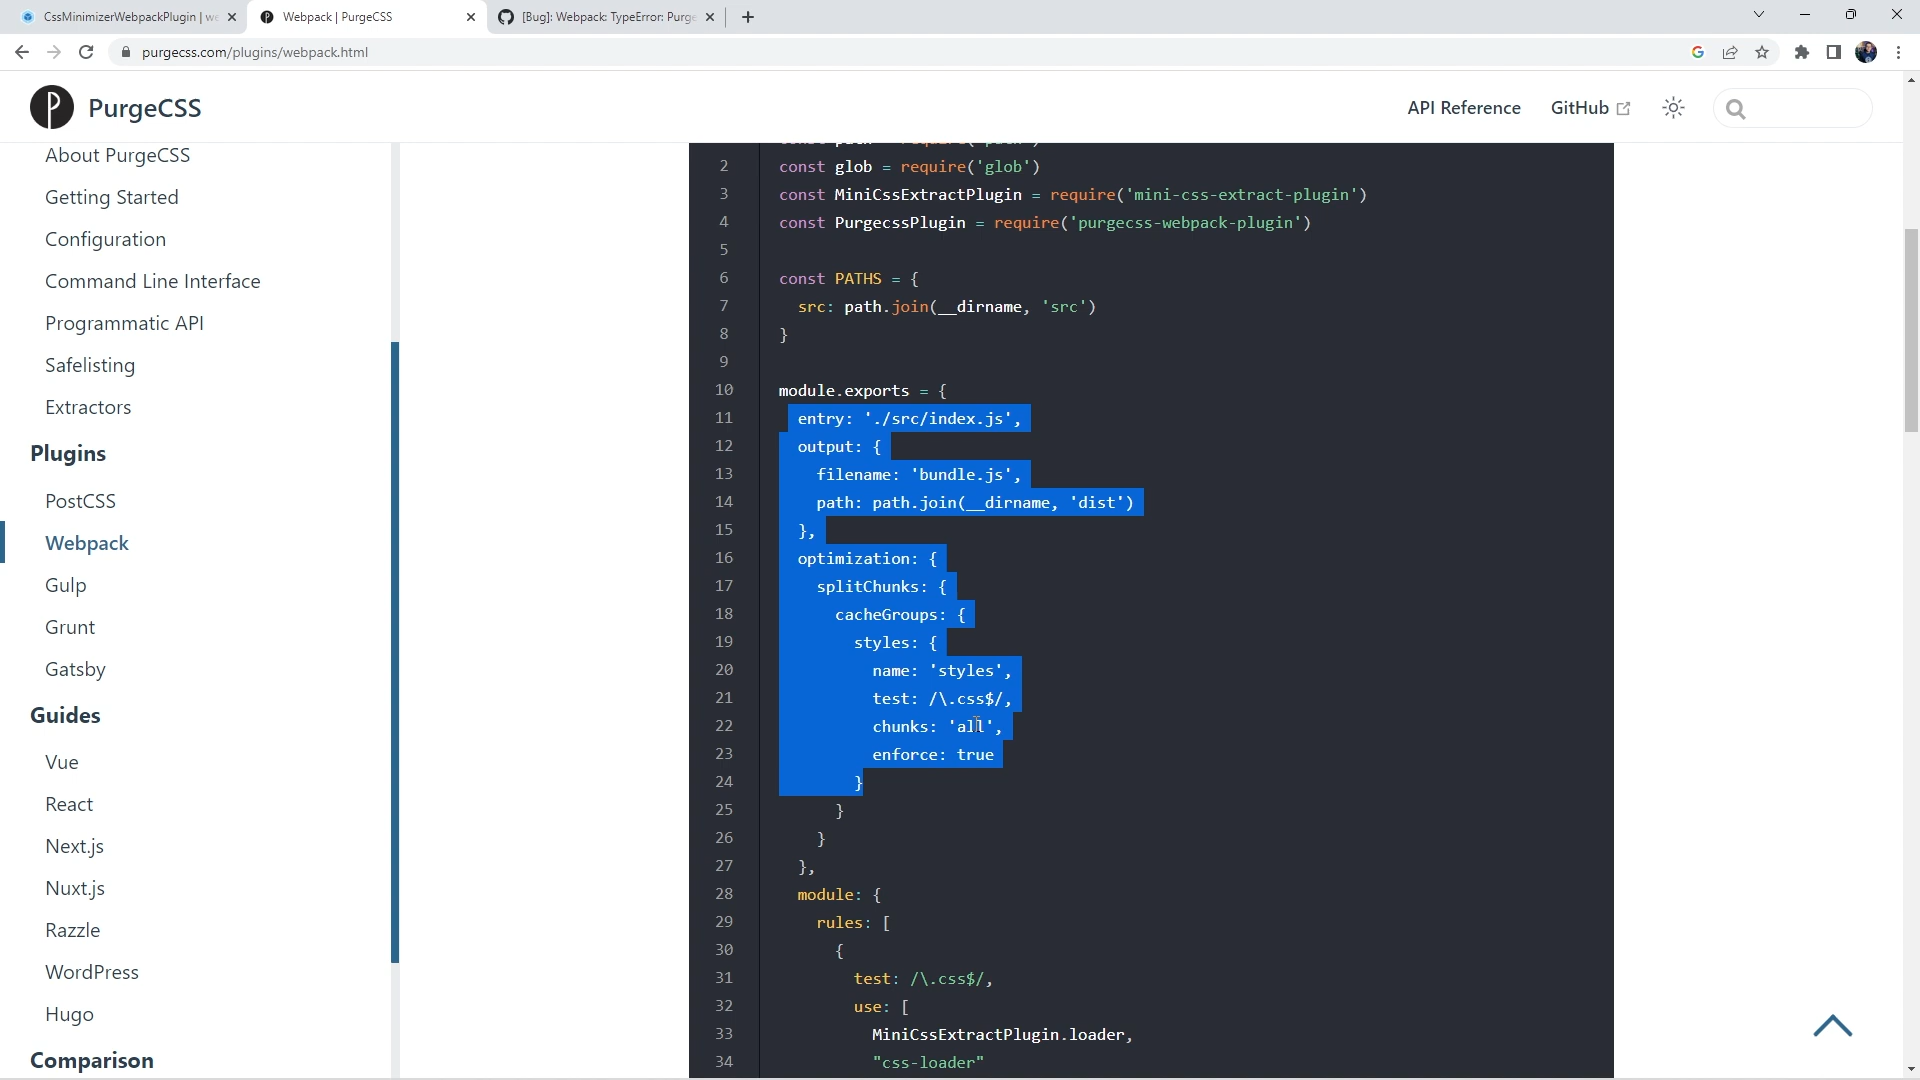 CssMinimizerWebpackPlugin | we
Webpack | PurgeCSS
[Bug]: Webpack: TypeError: Purge
purgecss.com/plugins/webpack.html
PurgeCSS
API Reference
GitHub
About PurgeCSS
Getting Started
Configuration
Command Line Interface
Programmatic API
Safelisting
Extractors
Plugins
PostCSS
Webpack
Gulp
Grunt
Gatsby
Guides
Vue
React
Next.js
Nuxt.js
Razzle
WordPress
Hugo
Comparison
2 const glob = require('glob')
3 const MiniCssExtractPlugin = require('mini-css-extract-plugin')
4 const PurgecssPlugin = require('purgecss-webpack-plugin')
5
6 const PATHS = {
7 src: path.join(__dirname, 'src')
8 }
9
10 module.exports = {
11 entry: './src/index.js',
12 output: {
13 filename: 'bundle.js',
14 path: path.join(__dirname, 'dist')
15 },
16 optimization: {
17 splitChunks: {
18 cacheGroups: {
19 styles: {
20 name: 'styles',
21 test: /\.css$/,
22 chunks: 'all',
23 enforce: true
24 }
25 }
26 }
27 },
28 module: {
29 rules: [
30 {
31 test: /\.css$/,
32 use: [
33 MiniCssExtractPlugin.loader,
34 "css-loader"